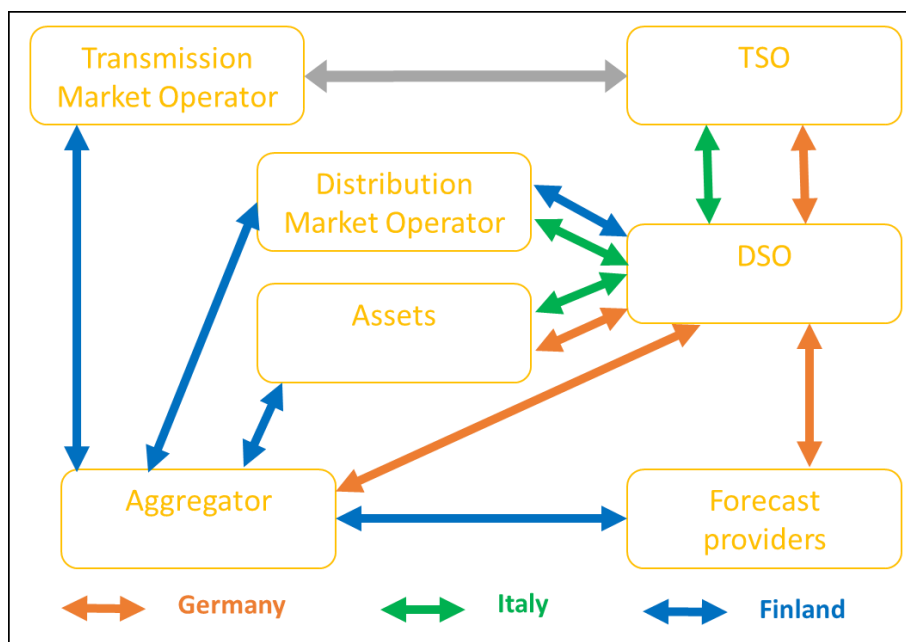 Transmission
Market Operator
TSO
Distribution
Market Operator
DSO
Assets
Aggregator
Forecast
providers
Germany
Italy
Finland